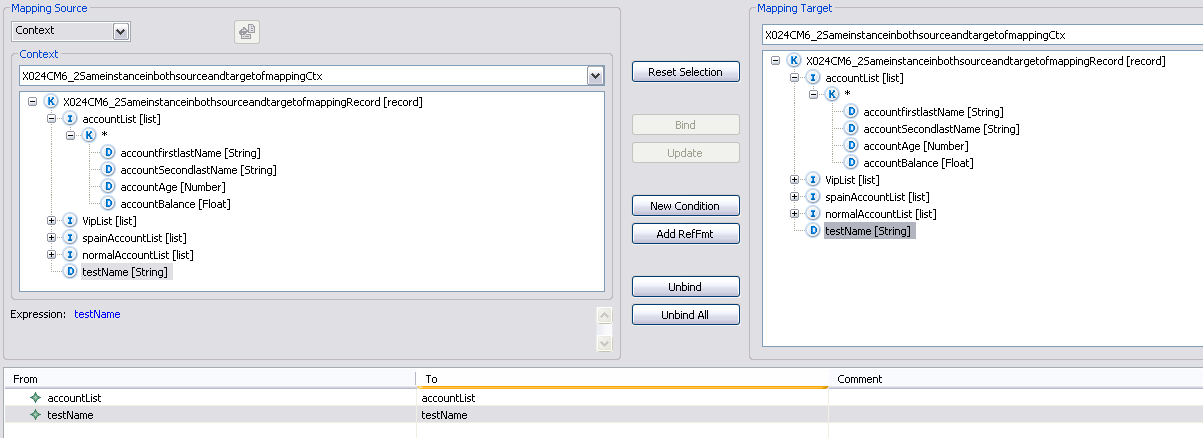 Mapping Source
Context
Context
X024CM6_2SameinstanceinbothsourceandtargetofmappingCtx
X024CM6_2SameinstanceinbothsourceandtargetofmappingRecord [record]
accountList [list]
*
accountfirstlastName [String]
accountSecondlastName [String]
accountAge [Number]
accountBalance [Float]
VipList [list]
spainAccountList [list]
normalAccountList [list]
testName [String]
Expression: testName
Reset Selection
Bind
Update
New Condition
Add RefFmt
Unbind
Unbind All
Mapping Target
X024CM6_2SameinstanceinbothsourceandtargetofmappingCtx
X024CM6_2SameinstanceinbothsourceandtargetofmappingRecord [record]
accountList [list]
*
accountfirstlastName [String]
accountSecondlastName [String]
accountAge [Number]
accountBalance [Float]
VipList [list]
spainAccountList [list]
normalAccountList [list]
testName [String]
From To Comment
accountList accountList
testName testName